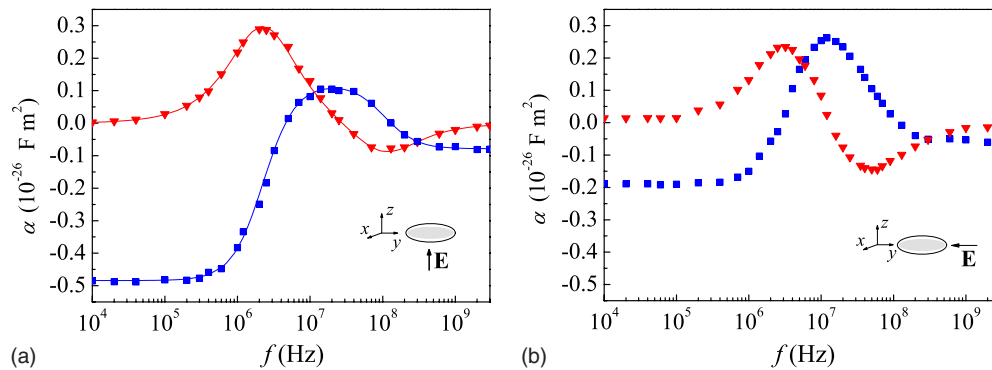 0.3
0.2
0.1
0.0
-0.1
-0.2
-0.3
-0.4
-0.5
α (10⁻²⁶ F m²)
10⁴ 10⁵ 10⁶ 10⁷ 10⁸ 10⁹
f (Hz)
x z y
E
(a)
0.3
0.2
0.1
0.0
-0.1
-0.2
-0.3
-0.4
-0.5
α (10⁻²⁶ F m²)
10⁴ 10⁵ 10⁶ 10⁷ 10⁸ 10⁹
f (Hz)
x z y
E
(b)